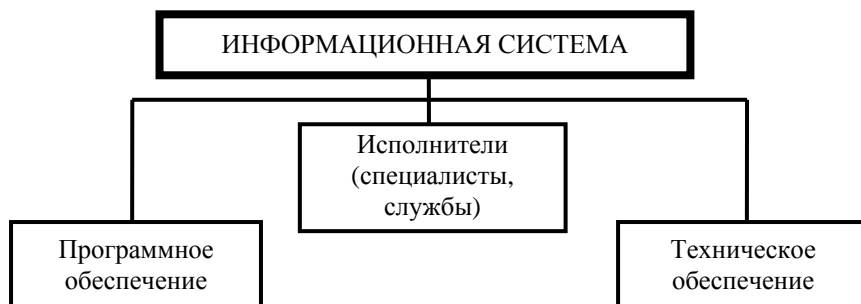 ИНФОРМАЦИОННАЯ СИСТЕМА
Исполнители
(специалисты,
службы)
Программное
обеспечение
Техническое
обеспечение